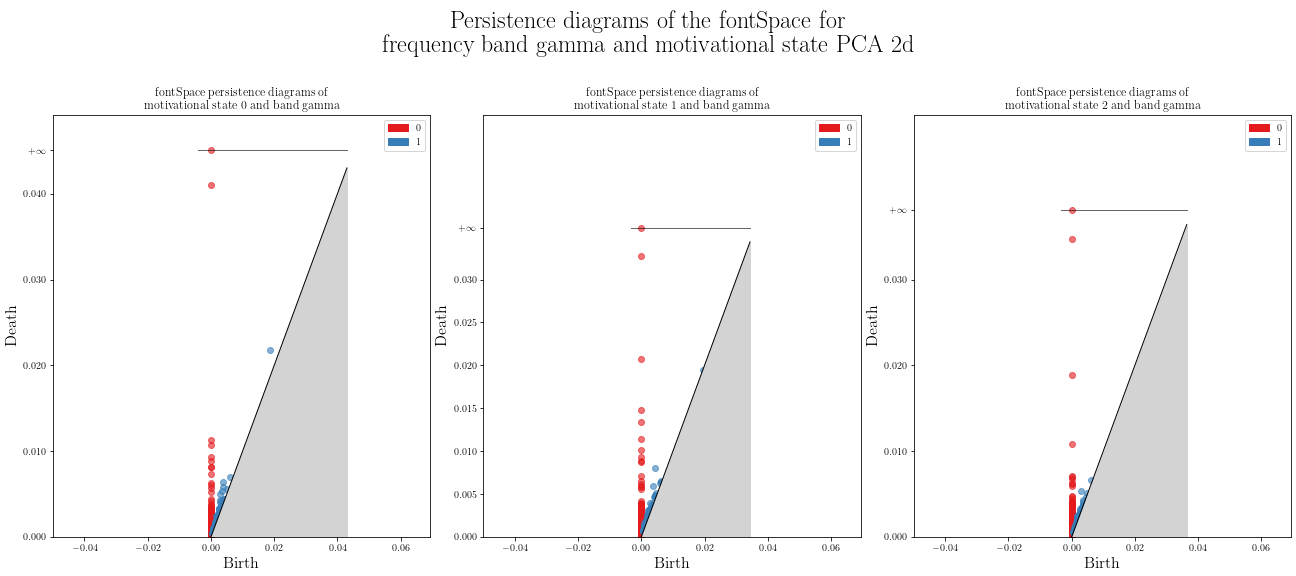 Persistence diagrams of the fontSpace for
frequency band gamma and motivational state PCA 2d
fontSpace persistence diagrams of
motivational state 0 and band gamma
0
1
+∞
0.040
0.030
0.020
0.010
0.000
Death
−0.04 −0.02 0.00 0.02 0.04 0.06
Birth
fontSpace persistence diagrams of
motivational state 1 and band gamma
0
1
+∞
0.030
0.025
0.020
0.015
0.010
0.005
0.000
Death
−0.04 −0.02 0.00 0.02 0.04 0.06
Birth
fontSpace persistence diagrams of
motivational state 2 and band gamma
0
1
+∞
0.030
0.020
0.010
0.000
Death
−0.04 −0.02 0.00 0.02 0.04 0.06
Birth